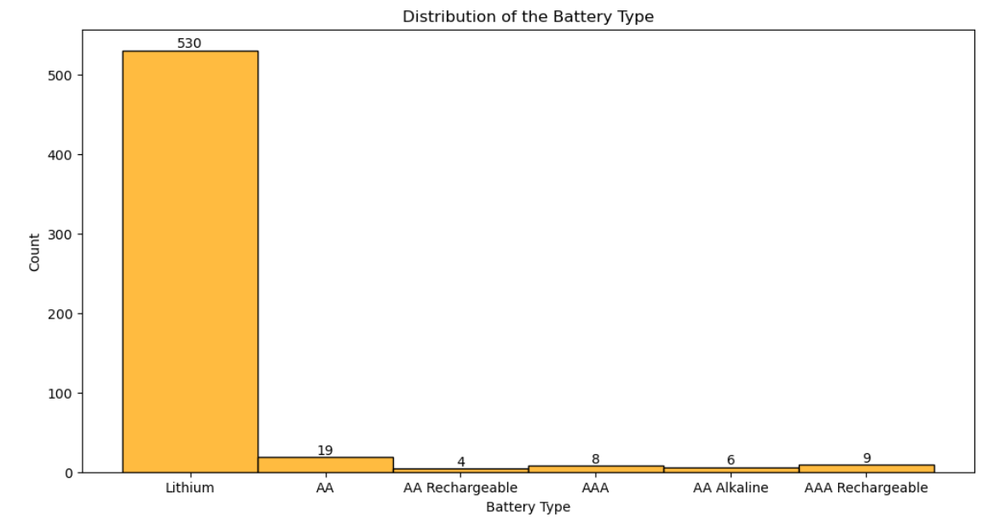 Distribution of the Battery Type
530
500
400
300
200
100
0
Count
19
4
8
6
9
Lithium
AA
AA Rechargeable
AAA
AA Alkaline
AAA Rechargeable
Battery Type